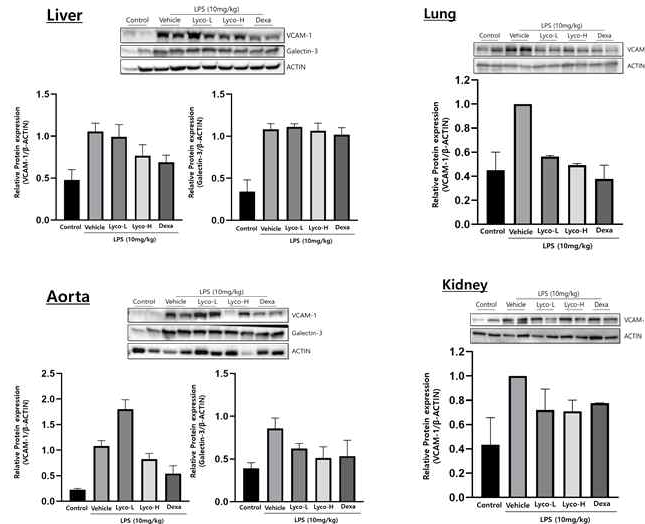 Liver
LPS (10mg/kg)
Control Vehicle Lyco-L Lyco-H Dexa
VCAM-1
Galectin-3
ACTIN
Relative Protein expression
(VCAM-1/β-ACTIN)
1.5
1.0
0.5
0.0
Control Vehicle Lyco-L Lyco-H Dexa
LPS (10mg/kg)
Relative Protein expression
(Galectin-3/β-ACTIN)
1.5
1.0
0.5
0.0
Control Vehicle Lyco-L Lyco-H Dexa
LPS (10mg/kg)
Lung
LPS (10mg/kg)
Control Vehicle Lyco-L Lyco-H Dexa
VCAM
ACTIN
Relative Protein expression
(VCAM-1/β-ACTIN)
1.2
1.0
0.8
0.6
0.4
0.2
0.0
Control Vehicle Lyco-L Lyco-H Dexa
LPS (10mg/kg)
Aorta
LPS (10mg/kg)
Control Vehicle Lyco-L Lyco-H Dexa
VCAM-1
Galectin-3
ACTIN
Relative Protein expression
(VCAM-1/β-ACTIN)
2.5
2.0
1.5
1.0
0.5
0.0
Control Vehicle Lyco-L Lyco-H Dexa
LPS (10mg/kg)
Relative Protein expression
(Galectin-3/β-ACTIN)
1.5
1.0
0.5
0.0
Control Vehicle Lyco-L Lyco-H Dexa
LPS (10mg/kg)
Kidney
LPS (10mg/kg)
Control Vehicle Lyco-L Lyco-H Dexa
VCAM-
ACTIN
Relative Protein expression
(VCAM-1/β-ACTIN)
1.2
1.0
0.8
0.6
0.4
0.2
0.0
Control Vehicle Lyco-L Lyco-H Dexa
LPS (10mg/kg)